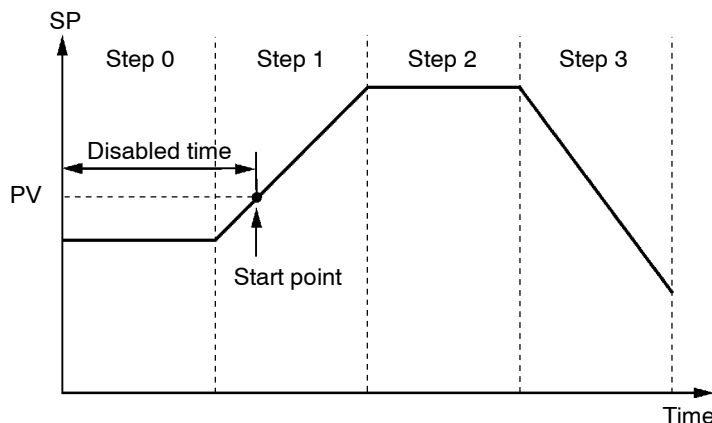 SP
Step 0
Step 1
Step 2
Step 3
Disabled time
PV
Start point
Time